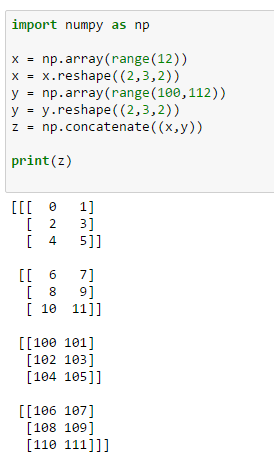 import numpy as np
x = np.array(range(12))
x = x.reshape((2,3,2))
y = np.array(range(100,112))
y = y.reshape((2,3,2))
z = np.concatenate((x,y))
print(z)
[[[  0   1]
  [  2   3]
  [  4   5]]
 [[  6   7]
  [  8   9]
  [ 10  11]]
 [[100 101]
  [102 103]
  [104 105]]
 [[106 107]
  [108 109]
  [110 111]]]